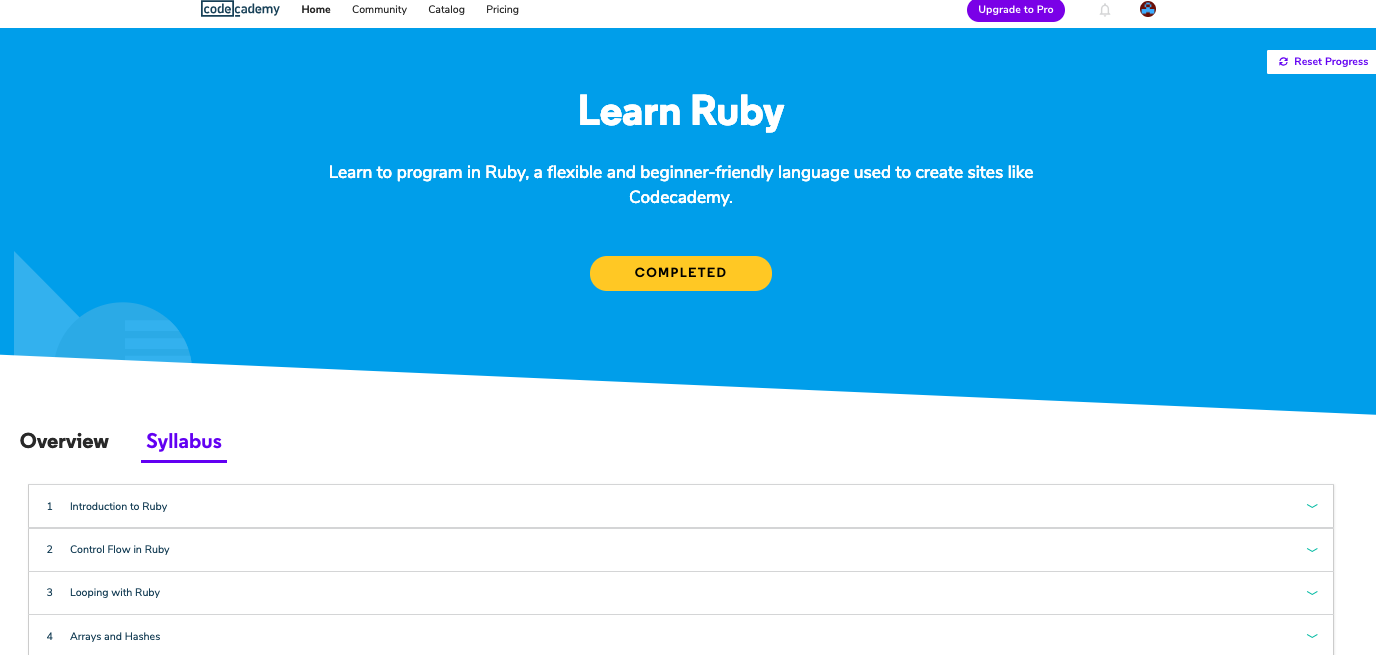 codecademy Home Community Catalog Pricing Upgrade to Pro
Reset Progress
Learn Ruby
Learn to program in Ruby, a flexible and beginner-friendly language used to create sites like
Codecademy.
COMPLETED
Overview Syllabus
1 Introduction to Ruby
2 Control Flow in Ruby
3 Looping with Ruby
4 Arrays and Hashes